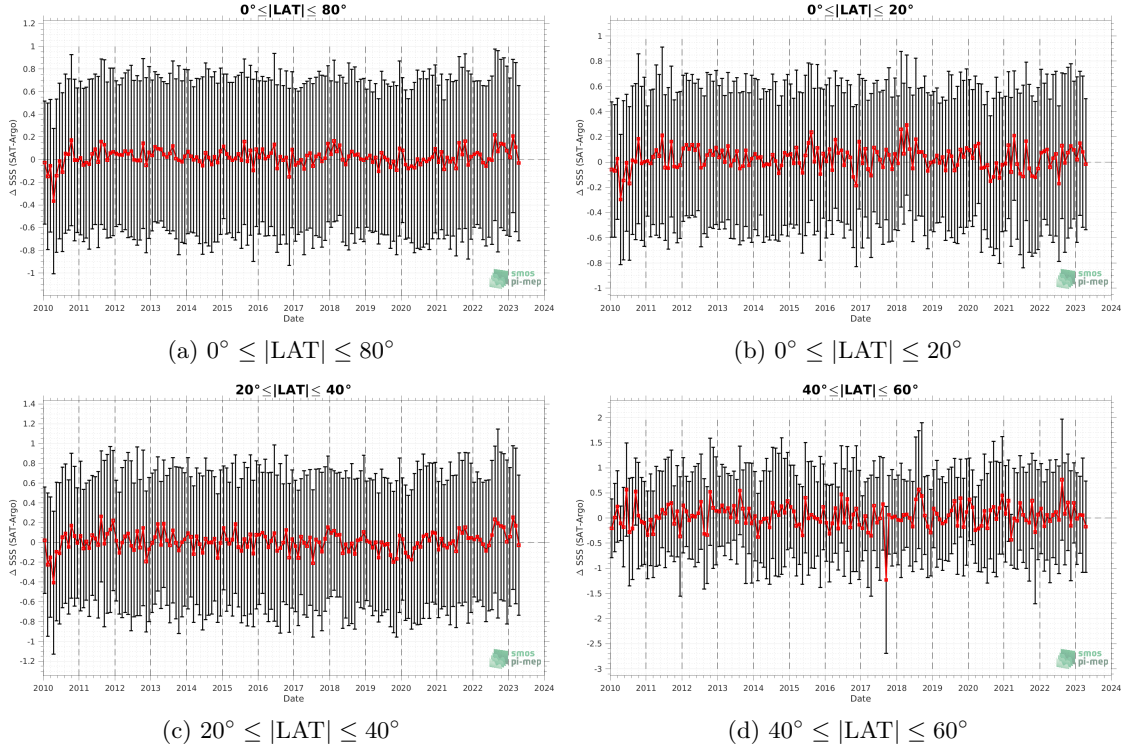 0°≤|LAT|≤ 80°
Δ SSS (SAT-Argo)
1.2
1
0.8
0.6
0.4
0.2
0
-0.2
-0.4
-0.6
-0.8
-1
2010 2011 2012 2013 2014 2015 2016 2017 2018 2019 2020 2021 2022 2023 2024
Date
smos
pi-mep
(a) 0° ≤ |LAT| ≤ 80°
0°≤|LAT|≤ 20°
Δ SSS (SAT-Argo)
1
0.8
0.6
0.4
0.2
0
-0.2
-0.4
-0.6
-0.8
-1
2010 2011 2012 2013 2014 2015 2016 2017 2018 2019 2020 2021 2022 2023 2024
Date
smos
pi-mep
(b) 0° ≤ |LAT| ≤ 20°
20°≤|LAT|≤ 40°
Δ SSS (SAT-Argo)
1.4
1.2
1
0.8
0.6
0.4
0.2
0
-0.2
-0.4
-0.6
-0.8
-1
-1.2
2010 2011 2012 2013 2014 2015 2016 2017 2018 2019 2020 2021 2022 2023 2024
Date
smos
pi-mep
(c) 20° ≤ |LAT| ≤ 40°
40°≤|LAT|≤ 60°
Δ SSS (SAT-Argo)
2
1.5
1
0.5
0
-0.5
-1
-1.5
-2
-2.5
-3
2010 2011 2012 2013 2014 2015 2016 2017 2018 2019 2020 2021 2022 2023 2024
Date
smos
pi-mep
(d) 40° ≤ |LAT| ≤ 60°